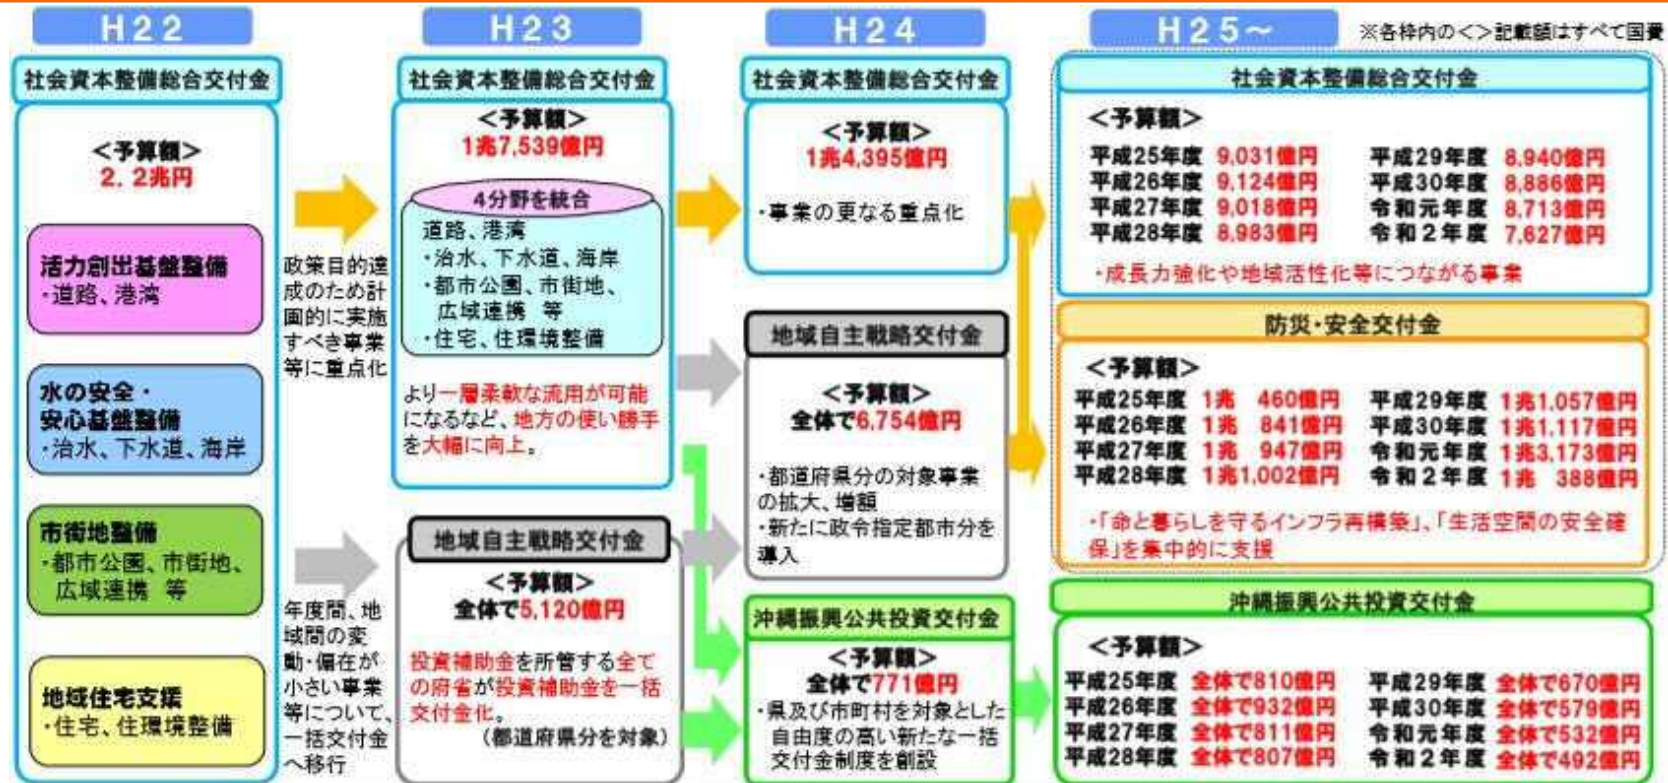 H22
H23
H24
H25～
※各枠内の<>記載額はすべて国費
社会資本整備総合交付金
<予算額>
2．2兆円
活力創出基盤整備
・道路、港湾
水の安全・
安心基盤整備
・治水、下水道、海岸
市街地整備
・都市公園、市街地、
広域連携 等
地域住宅支援
・住宅、住環境整備
政策目的達
成のため計
画的に実施
すべき事業
等に重点化
年度間、地
域間の変
動・偏在が
小さい事業
等について、
一括交付金
へ移行
社会資本整備総合交付金
<予算額>
1兆7,539億円
4分野を統合
道路、港湾
・治水、下水道、海岸
・都市公園、市街地、
広域連携 等
・住宅、住環境整備
より一層柔軟な流用が可能
になるなど、地方の使い勝手
を大幅に向上。
地域自主戦略交付金
<予算額>
全体で5,120億円
投資補助金を所管する全て
の府省が投資補助金を一括
交付金化。
（都道府県分を対象）
社会資本整備総合交付金
<予算額>
1兆4,395億円
・事業の更なる重点化
地域自主戦略交付金
<予算額>
全体で6,754億円
・都道府県分の対象事業
の拡大、増額
・新たに政令指定都市分を
導入
沖縄振興公共投資交付金
<予算額>
全体で771億円
・県及び市町村を対象とした
自由度の高い新たな一括
交付金制度を創設
社会資本整備総合交付金
<予算額>
平成25年度 9,031億円 平成29年度 8,940億円
平成26年度 9,124億円 平成30年度 8,886億円
平成27年度 9,018億円 令和元年度 8,713億円
平成28年度 8,983億円 令和２年度 7,627億円
・成長力強化や地域活性化等につながる事業
防災・安全交付金
<予算額>
平成25年度 1兆 460億円 平成29年度 1兆1,057億円
平成26年度 1兆 841億円 平成30年度 1兆1,117億円
平成27年度 1兆 947億円 令和元年度 1兆3,173億円
平成28年度 1兆1,002億円 令和２年度 1兆 388億円
・「命と暮らしを守るインフラ再構築」、「生活空間の安全確
保」を集中的に支援
沖縄振興公共投資交付金
<予算額>
平成25年度 全体で810億円 平成29年度 全体で670億円
平成26年度 全体で932億円 平成30年度 全体で579億円
平成27年度 全体で811億円 令和元年度 全体で532億円
平成28年度 全体で807億円 令和２年度 全体で492億円